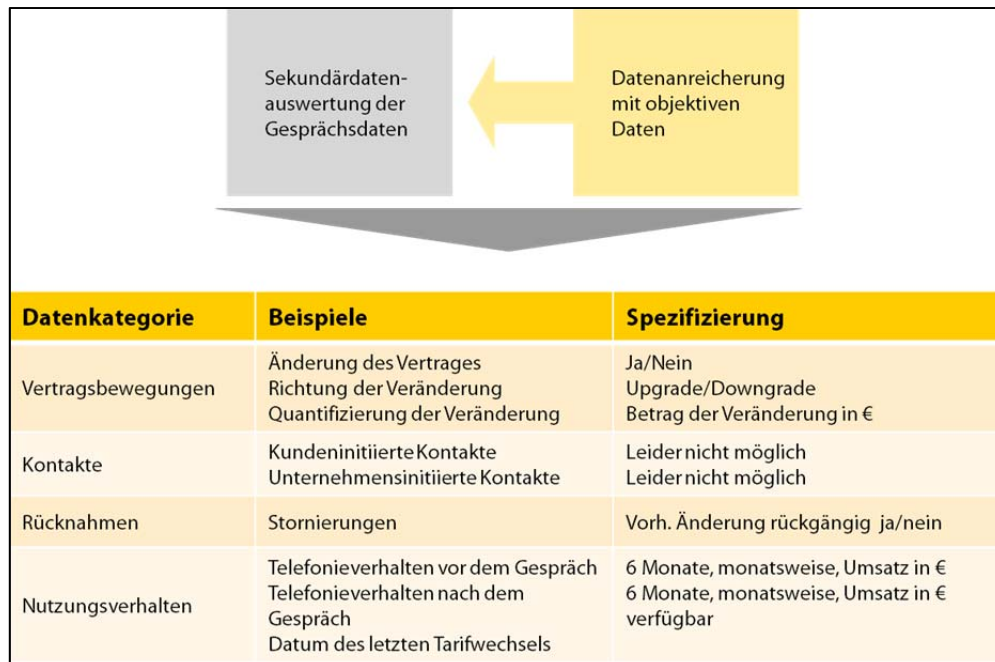 Sekundärdaten-
auswertung der
Gesprächsdaten
Datenanreicherung
mit objektiven
Daten
Datenkategorie Beispiele Spezifizierung
Vertragsbewegungen
Änderung des Vertrages
Richtung der Veränderung
Quantifizierung der Veränderung
Ja/Nein
Upgrade/Downgrade
Betrag der Veränderung in €
Kontakte
Kundeninitiierte Kontakte
Unternehmensinitiierte Kontakte
Leider nicht möglich
Leider nicht möglich
Rücknahmen
Stornierungen
Vorh. Änderung rückgängig ja/nein
Nutzungsverhalten
Telefonieverhalten vor dem Gespräch
Telefonieverhalten nach dem
Gespräch
Datum des letzten Tarifwechsels
6 Monate, monatsweise, Umsatz in €
6 Monate, monatsweise, Umsatz in €
verfügbar